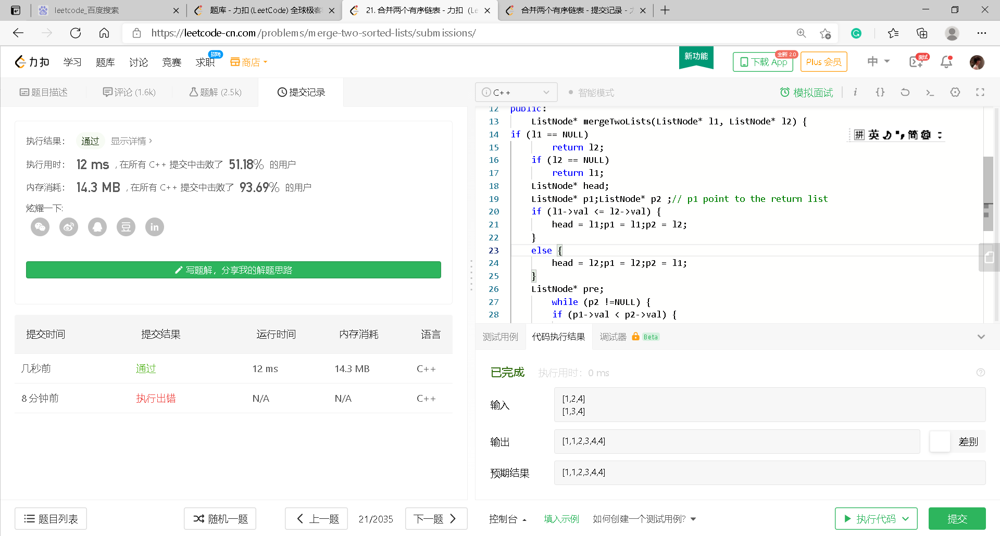 leetcode_百度搜索
题库 - 力扣 (LeetCode) 全球极客
21. 合并两个有序链表 - 力扣 (Le
合并两个有序链表 - 提交记录 -
https://leetcode-cn.com/problems/merge-two-sorted-lists/submissions/
力扣
学习
题库
讨论
竞赛
求职
招聘
商店
新功能
下载 App
全新 2.0
Plus 会员
中
面试
题目描述
评论 (1.6k)
题解 (2.5k)
提交记录
C++
智能模式
模拟面试
执行结果：
通过
显示详情 >
执行用时：
12 ms
, 在所有 C++ 提交中击败了
51.18%
的用户
内存消耗：
14.3 MB
, 在所有 C++ 提交中击败了
93.69%
的用户
炫耀一下:
豆
in
写题解，分享我的解题思路
提交时间 提交结果 运行时间 内存消耗 语言
几秒前 通过 12 ms 14.3 MB C++
8 分钟前 执行出错 N/A N/A C++
12 public:
13 ListNode* mergeTwoLists(ListNode* l1, ListNode* l2) {
14 if (l1 == NULL)
15 return l2;
16 if (l2 == NULL)
17 return l1;
18 ListNode* head;
19 ListNode* p1;ListNode* p2 ;// p1 point to the return list
20 if (l1->val <= l2->val) {
21 head = l1;p1 = l1;p2 = l2;
22 }
23 else {
24 head = l2;p1 = l2;p2 = l1;
25 }
26 ListNode* pre;
27 while (p2 !=NULL) {
28 if (p1->val < p2->val) {
拼 英 简
测试用例
代码执行结果
调试器
Beta
已完成
执行用时：0 ms
输入
[1,2,4]
[1,3,4]
输出
[1,1,2,3,4,4]
差别
预期结果
[1,1,2,3,4,4]
题目列表
随机一题
上一题
21/2035
下一题
控制台
填入示例
如何创建一个测试用例?
执行代码
提交